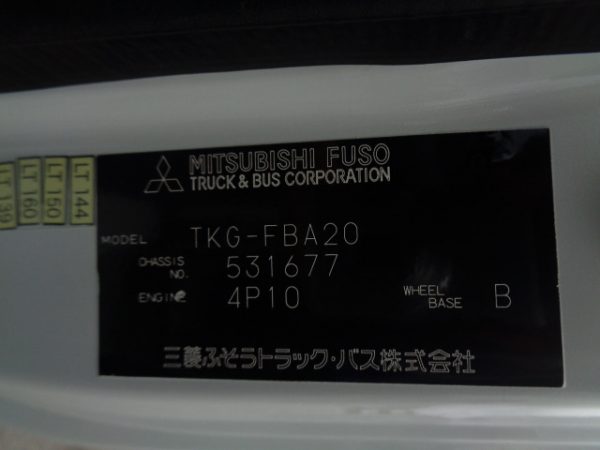 MITSUBISHI FUSO
TRUCK & BUS CORPORATION
LT 139
LT 160
LT 150
LT 144
MODEL TKG-FBA20
CHASSIS NO. 531677
ENGINE 4P10 WHEEL BASE B
三菱ふそうトラック・バス株式会社